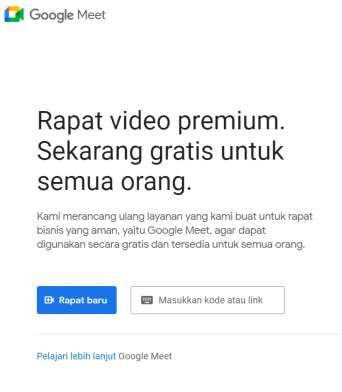 Google Meet
Rapat video premium.
Sekarang gratis untuk
semua orang.
Kami merancang ulang layanan yang kami buat untuk rapat
bisnis yang aman, yaitu Google Meet, agar dapat
digunakan secara gratis dan tersedia untuk semua orang.
Rapat baru
Masukkan kode atau link
Pelajari lebih lanjut Google Meet